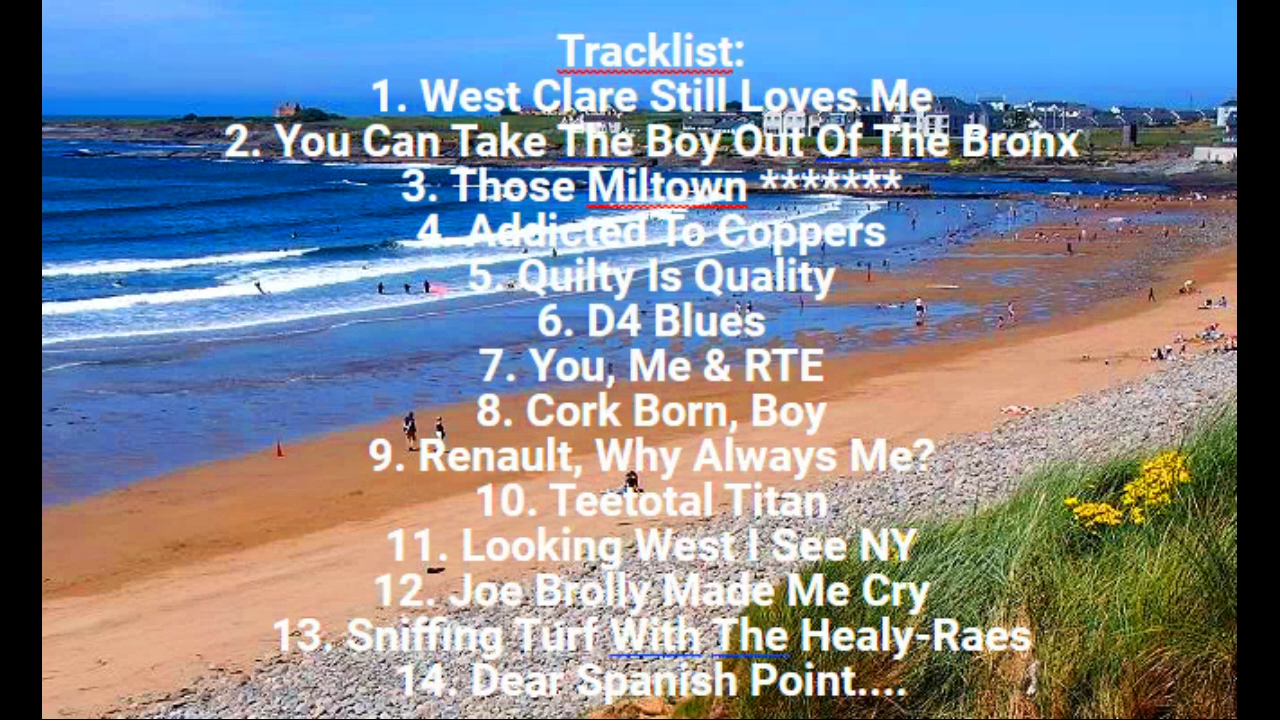 Tracklist:
1. West Clare Still Loves Me
2. You Can Take The Boy Out Of The Bronx
3. Those Miltown *******
4. Addicted To Coppers
5. Quilty Is Quality
6. D4 Blues
7. You, Me & RTE
8. Cork Born, Boy
9. Renault, Why Always Me?
10. Teetotal Titan
11. Looking West I See NY
12. Joe Brolly Made Me Cry
13. Sniffing Turf With The Healy-Raes
14. Dear Spanish Point....